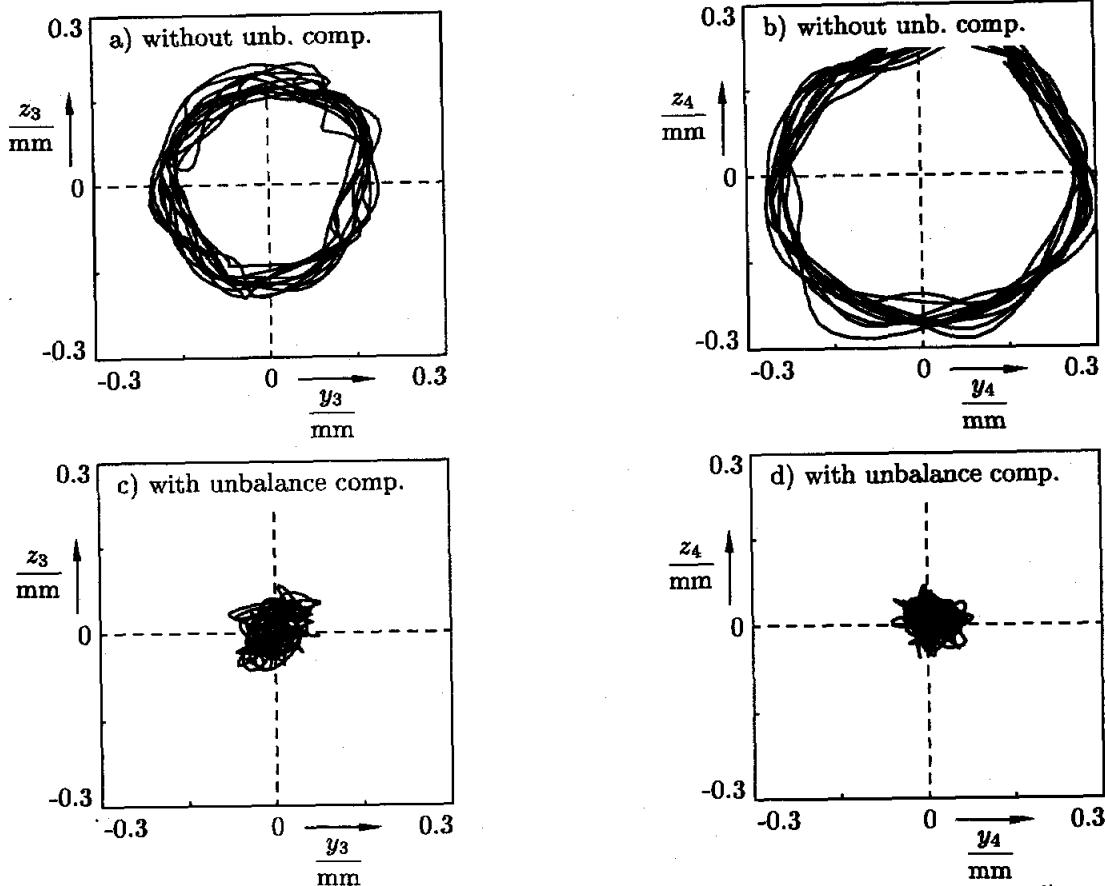 0.3
a) without unb. comp.
z3
mm
0
-0.3
-0.3
0
0.3
y3
mm
0.3
b) without unb. comp.
z4
mm
0
-0.3
-0.3
0
0.3
y4
mm
0.3
c) with unbalance comp.
z3
mm
0
-0.3
-0.3
0
0.3
y3
mm
0.3
d) with unbalance comp.
z4
mm
0
-0.3
-0.3
0
0.3
y4
mm